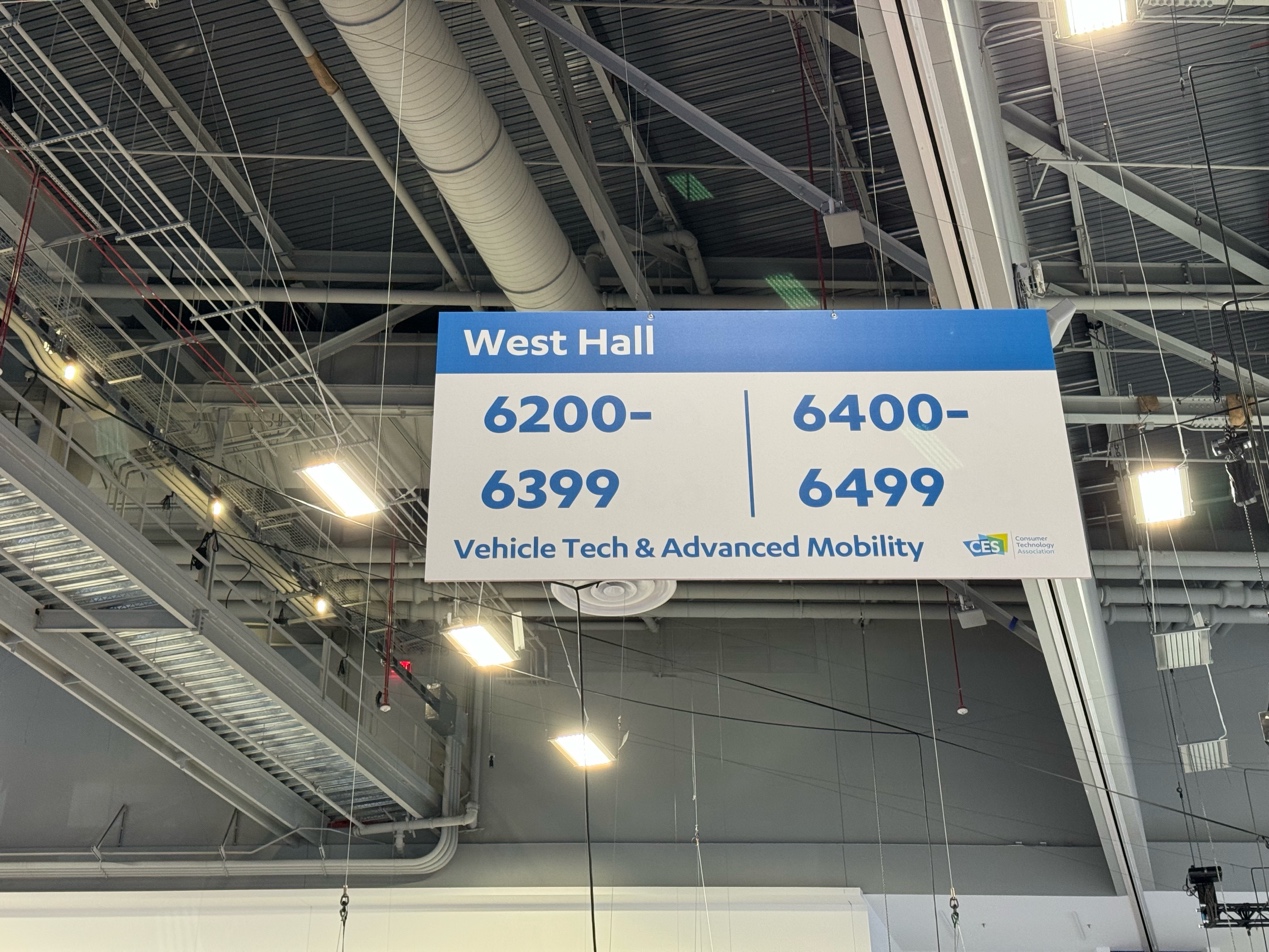 West Hall
6200–
6399
6400–
6499
Vehicle Tech & Advanced Mobility
CES
Consumer
Technology
Association